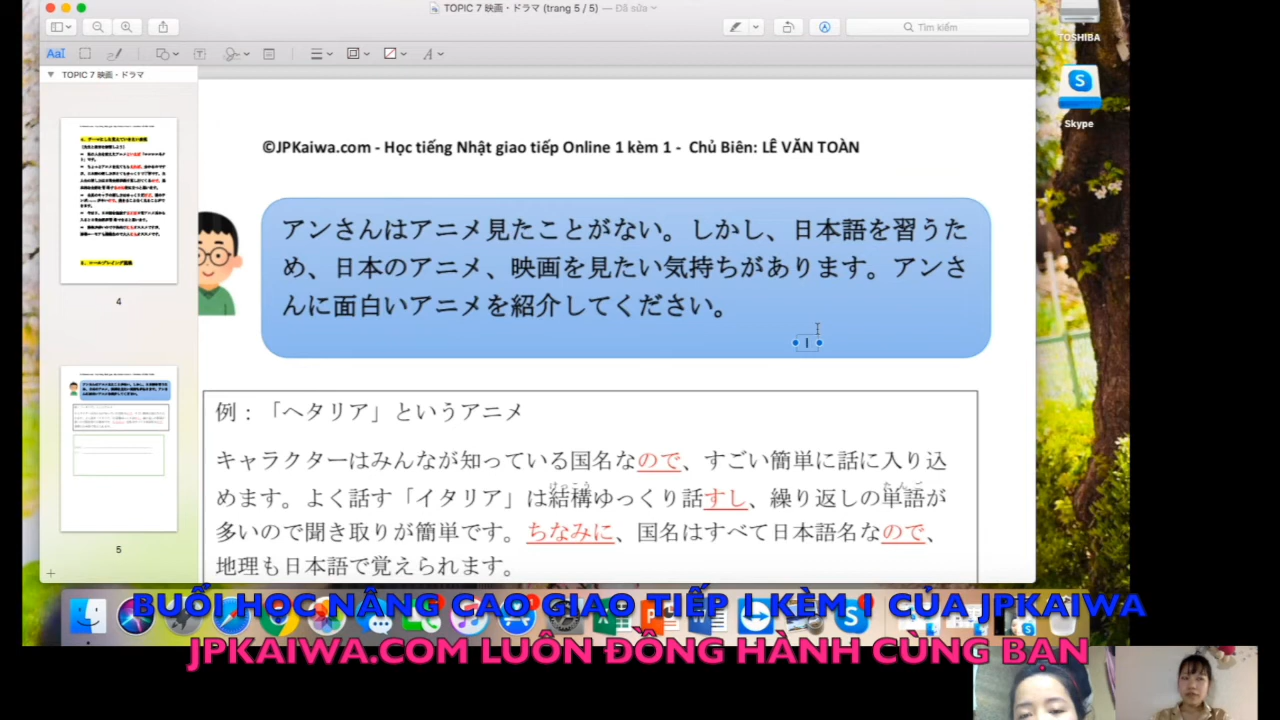 TOPIC 7 映画・ドラマ (trang 5 / 5) — Đã sửa
Tìm kiếm
TOSHIBA
Skype
TOPIC 7 映画・ドラマ
4
5
©JPKaiwa.com - Học tiếng Nhật giao tiếp Online 1 kèm 1 - Chủ Biên: LÊ VĂN TOÀN
アンさんはアニメ見たことがない。しかし、日本語を習うた
め、日本のアニメ、映画を見たい気持ちがあります。アンさ
んに面白いアニメを紹介してください。
例：「ヘタリア」というアニメ
キャラクターはみんなが知っている国名なので、すごい簡単に話に入り込
めます。よく話す「イタリア」は結構ゆっくり話すし、繰り返しの単語が
多いので聞き取りが簡単です。ちなみに、国名はすべて日本語名なので、
地理も日本語で覚えられます。
BUỔI HỌC NÂNG CAO GIAO TIẾP 1 KÈM 1 CỦA JPKAIWA
JPKAIWA.COM LUÔN ĐỒNG HÀNH CÙNG BẠN